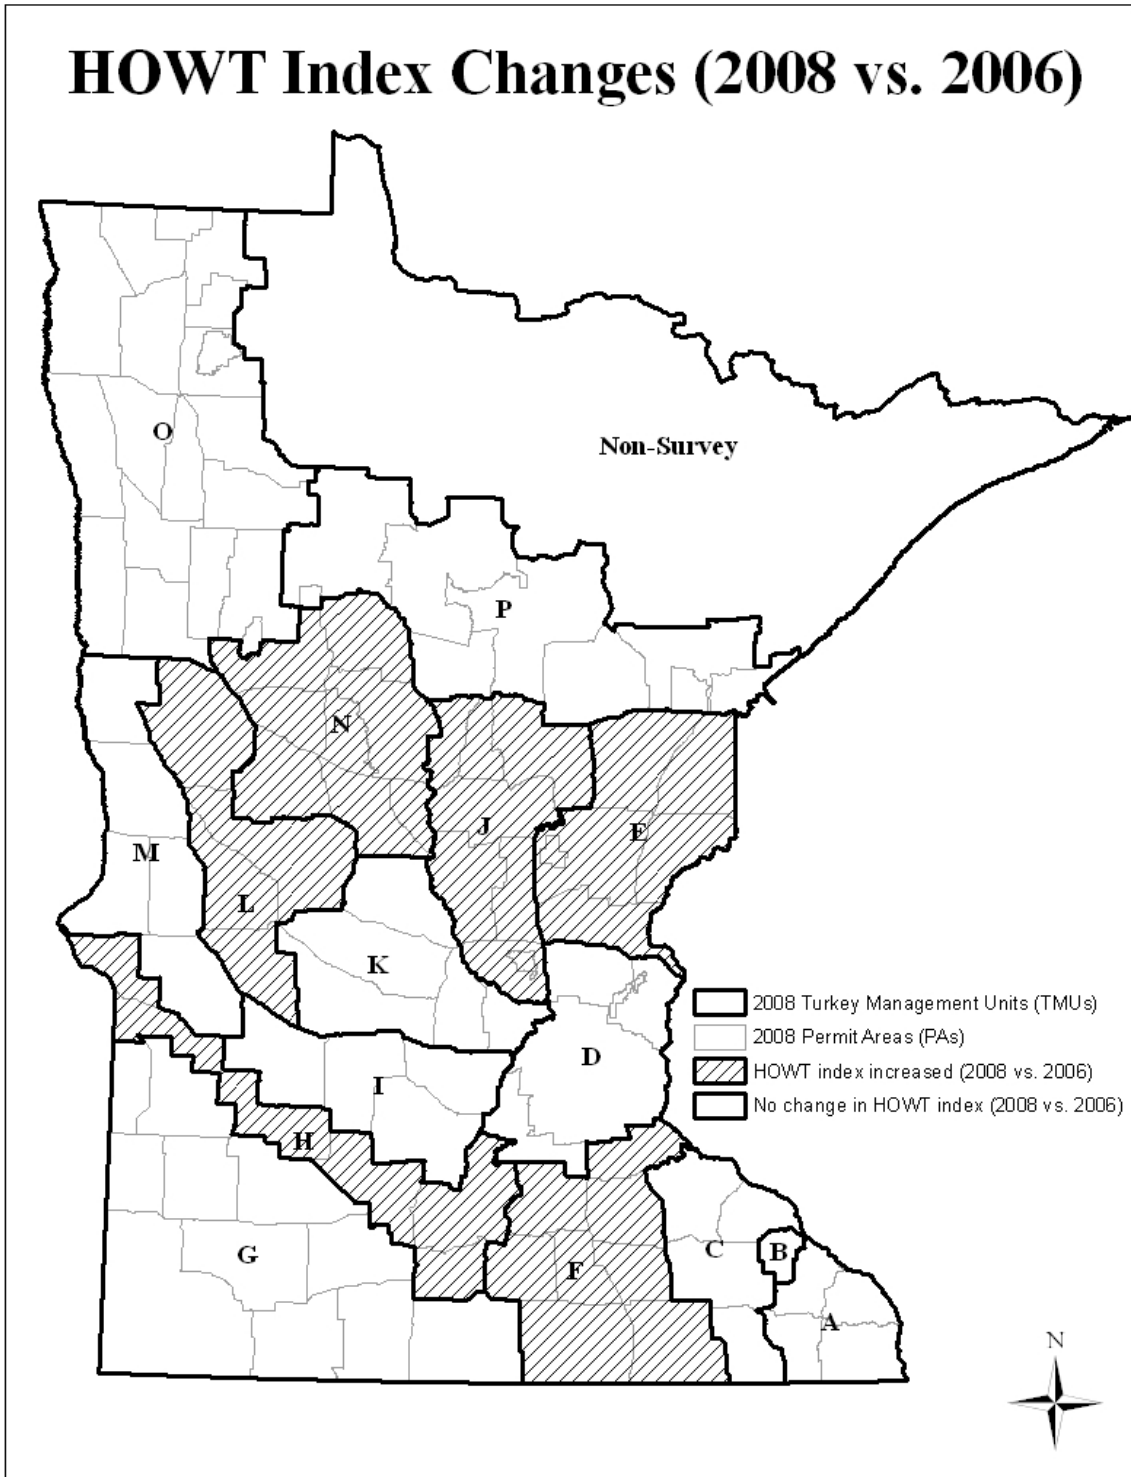 HOWT Index Changes (2008 vs. 2006)
O
Non-Survey
P
N
J
E
M
L
K
2008 Turkey Management Units (TMUs)
2008 Permit Areas (PAs)
HOWT index increased (2008 vs. 2006)
No change in HOWT index (2008 vs. 2006)
D
I
H
G
C
B
F
A
N